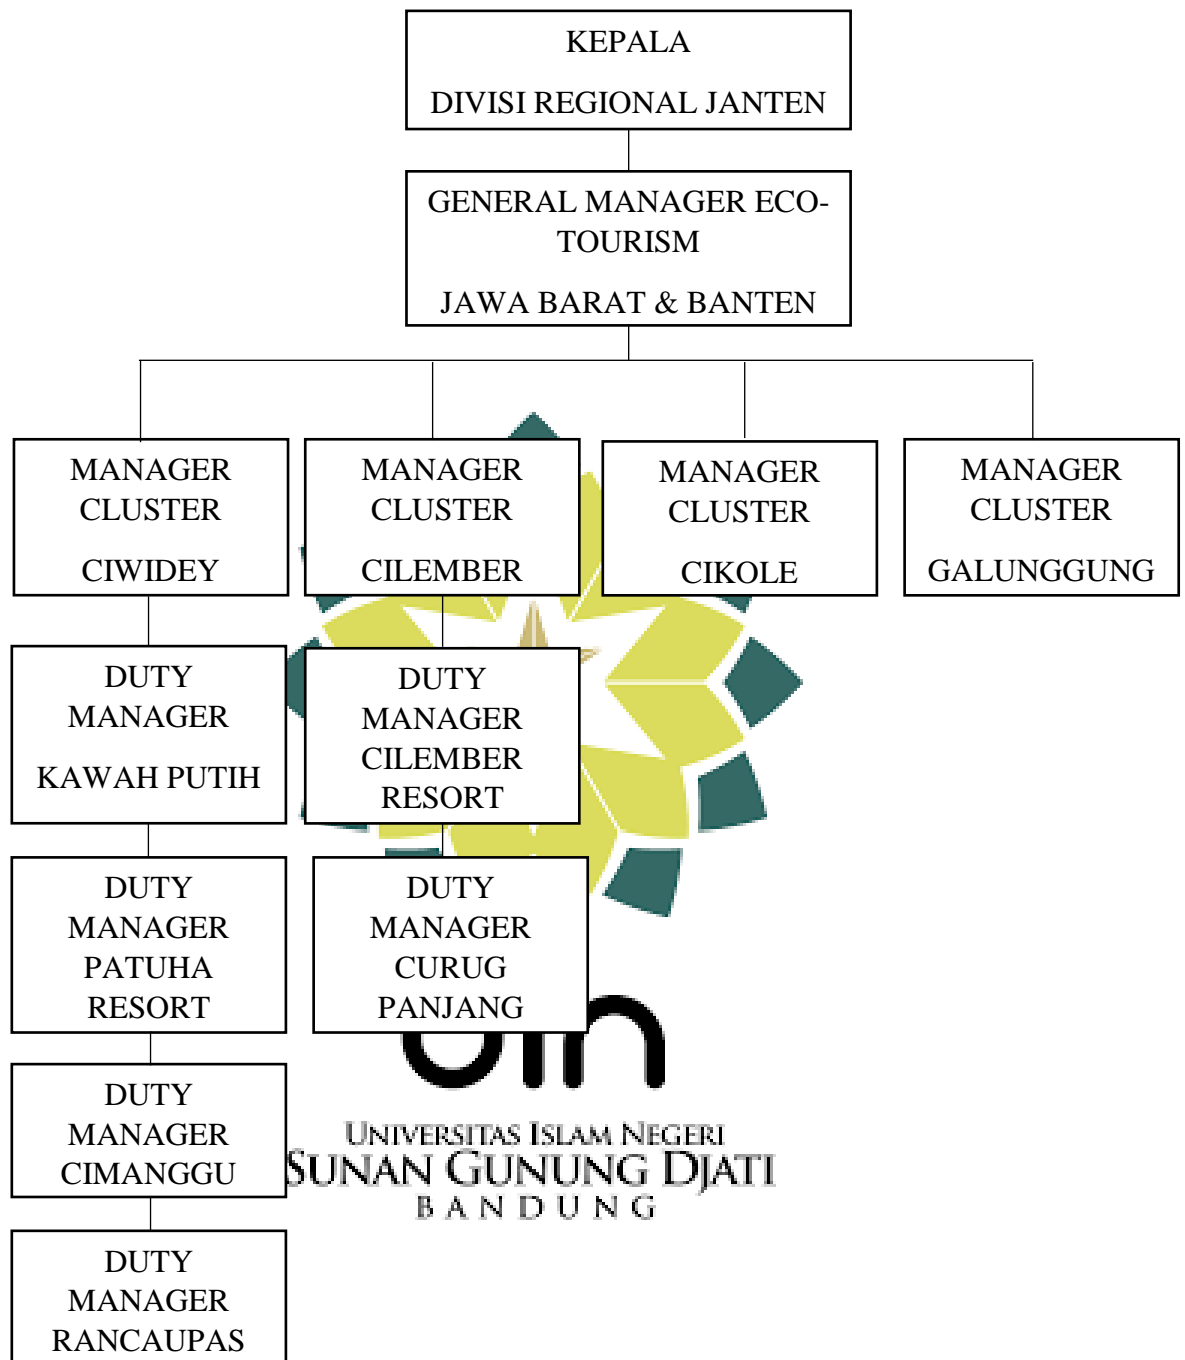 KEPALA
DIVISI REGIONAL JANTEN
GENERAL MANAGER ECO-
TOURISM
JAWA BARAT & BANTEN
MANAGER
CLUSTER
CIWIDEY
MANAGER
CLUSTER
CILEMBER
MANAGER
CLUSTER
CIKOLE
MANAGER
CLUSTER
GALUNGGUNG
DUTY
MANAGER
KAWAH PUTIH
DUTY
MANAGER
CILEMBER
RESORT
DUTY
MANAGER
PATUHA
RESORT
DUTY
MANAGER
CURUG
PANJANG
DUTY
MANAGER
CIMANGGU
DUTY
MANAGER
RANCAUPAS
uin
UNIVERSITAS ISLAM NEGERI
SUNAN GUNUNG DJATI
BANDUNG